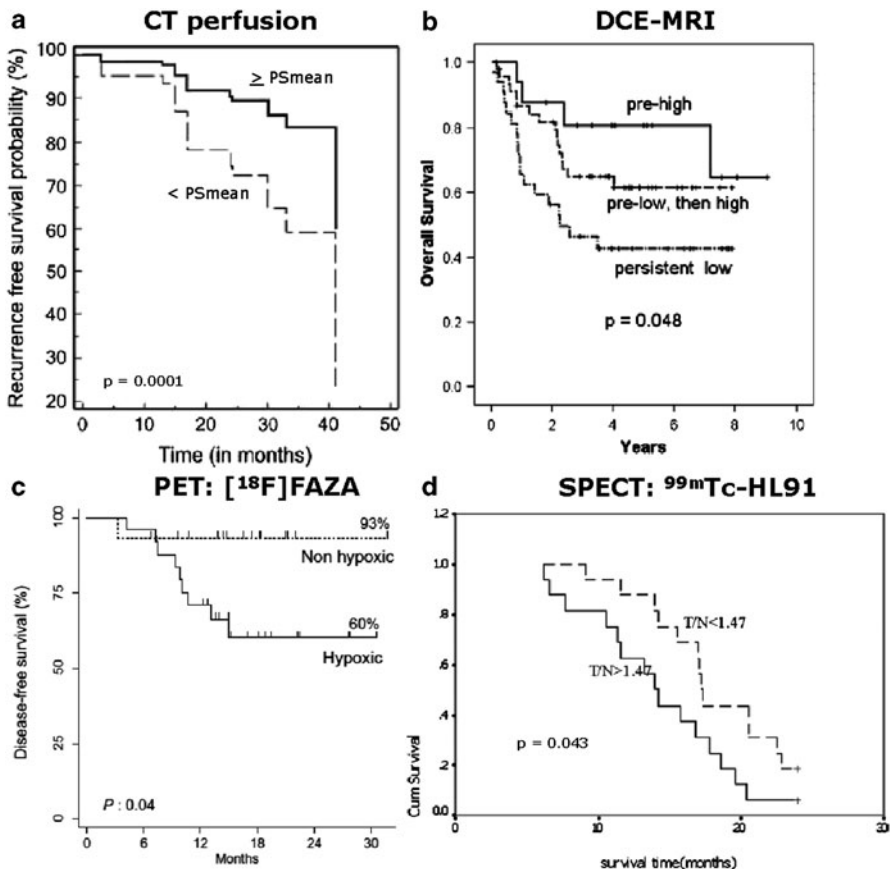 a
CT perfusion
Recurrence free survival probability (%)
100
90
80
70
60
50
40
30
20
≥ PSmean
< PSmean
p = 0.0001
0 10 20 30 40 50
Time (in months)
b
DCE-MRI
Overall Survival
1.0
0.8
0.6
0.4
0.2
0.0
pre-high
pre-low, then high
persistent low
p = 0.048
0 2 4 6 8 10
Years
c
PET: [¹⁸F]FAZA
Disease-free survival (%)
100
75
50
25
0
93%
Non hypoxic
60%
Hypoxic
P : 0.04
0 6 12 18 24 30
Months
d
SPECT: ⁹⁹ᵐTc-HL91
Cum Survival
1.2
1.0
.8
.6
.4
.2
0.0
T/N<1.47
T/N>1.47
p = 0.043
0 10 20 30
survival time(months)